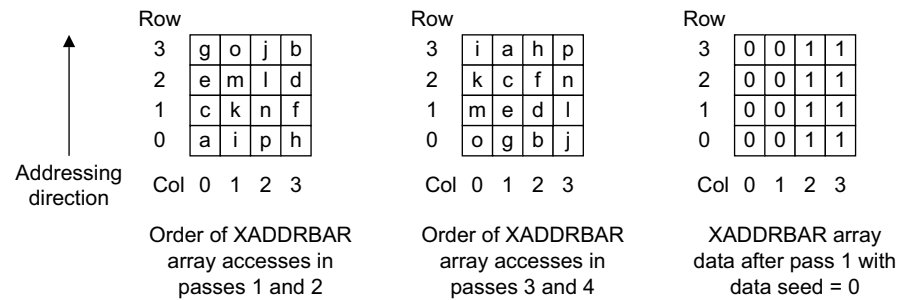 Row Row Row
3 g o j b 3 i a h p 3 0 0 1 1
2 e m l d 2 k c f n 2 0 0 1 1
1 c k n f 1 m e d l 1 0 0 1 1
0 a i p h 0 o g b j 0 0 0 1 1
Addressing
direction
Col 0 1 2 3 Col 0 1 2 3 Col 0 1 2 3
Order of XADDRBAR
array accesses in
passes 1 and 2
Order of XADDRBAR
array accesses in
passes 3 and 4
XADDRBAR array
data after pass 1 with
data seed = 0